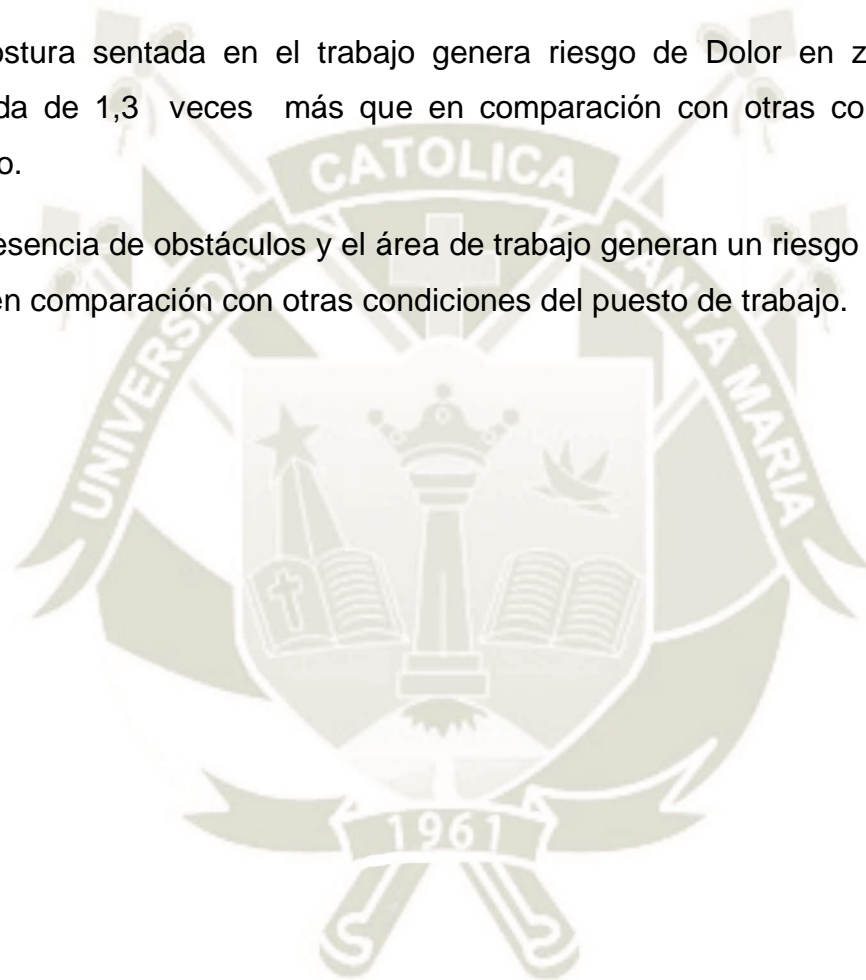 ostura sentada en el trabajo genera riesgo de Dolor en z
da de 1,3 veces más que en comparación con otras co
o.
esencia de obstáculos y el área de trabajo generan un riesgo
en comparación con otras condiciones del puesto de trabajo.
UNIVERSIDAD CATOLICA SANTA MARIA
1961